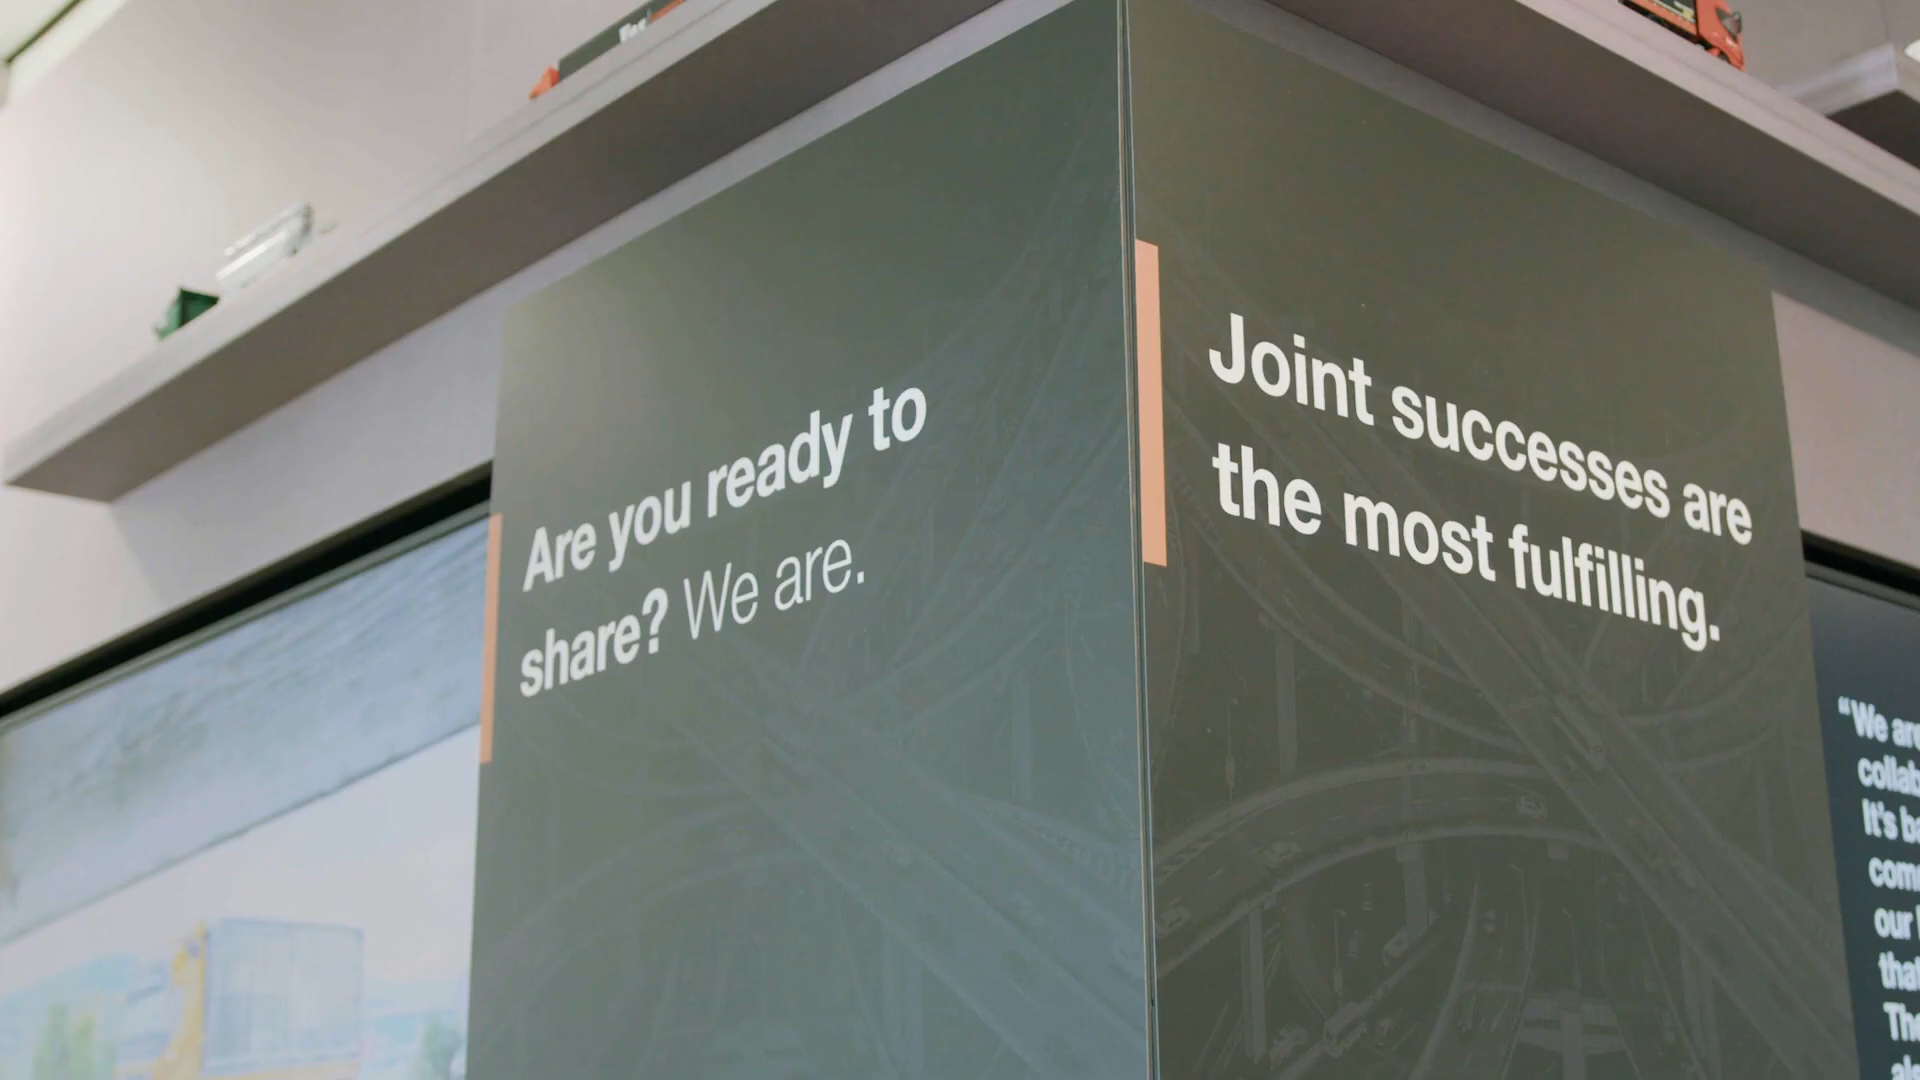 Are you ready to
share? We are.
Joint successes are
the most fulfilling.
“We are
It's
our